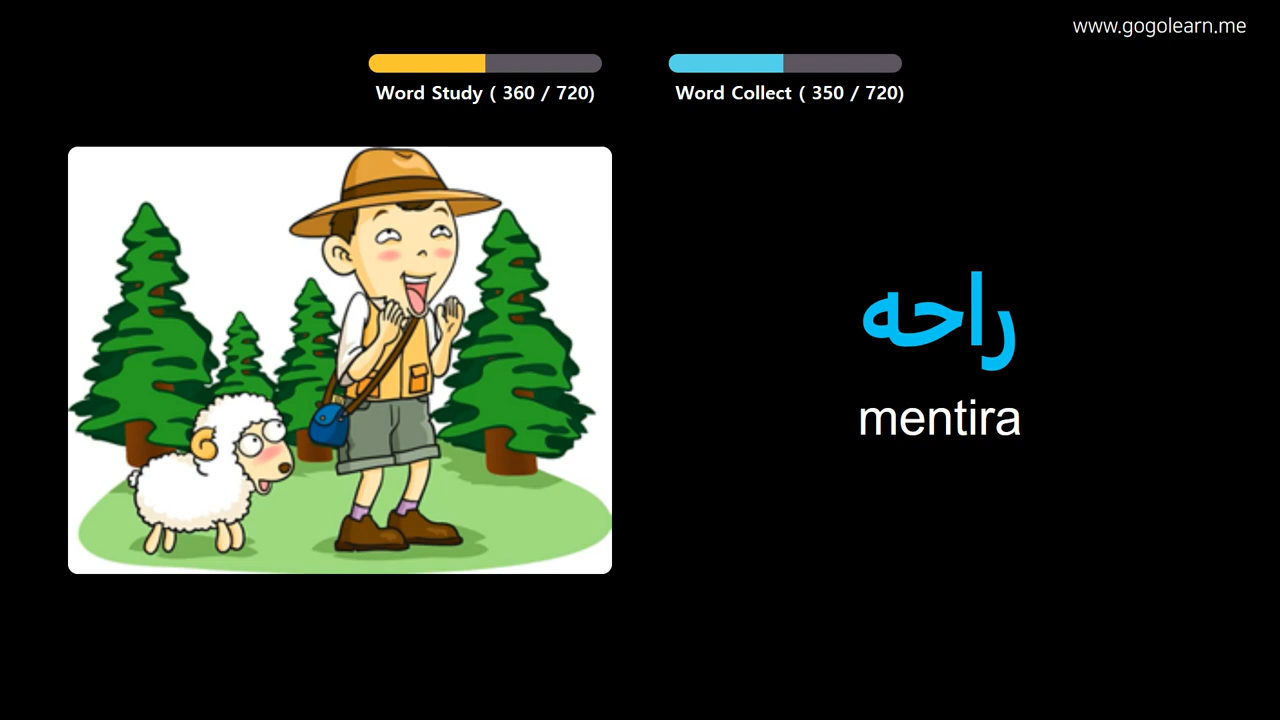 www.gogolearn.me
Word Study ( 360 / 720)
Word Collect ( 350 / 720)
راحه
mentira